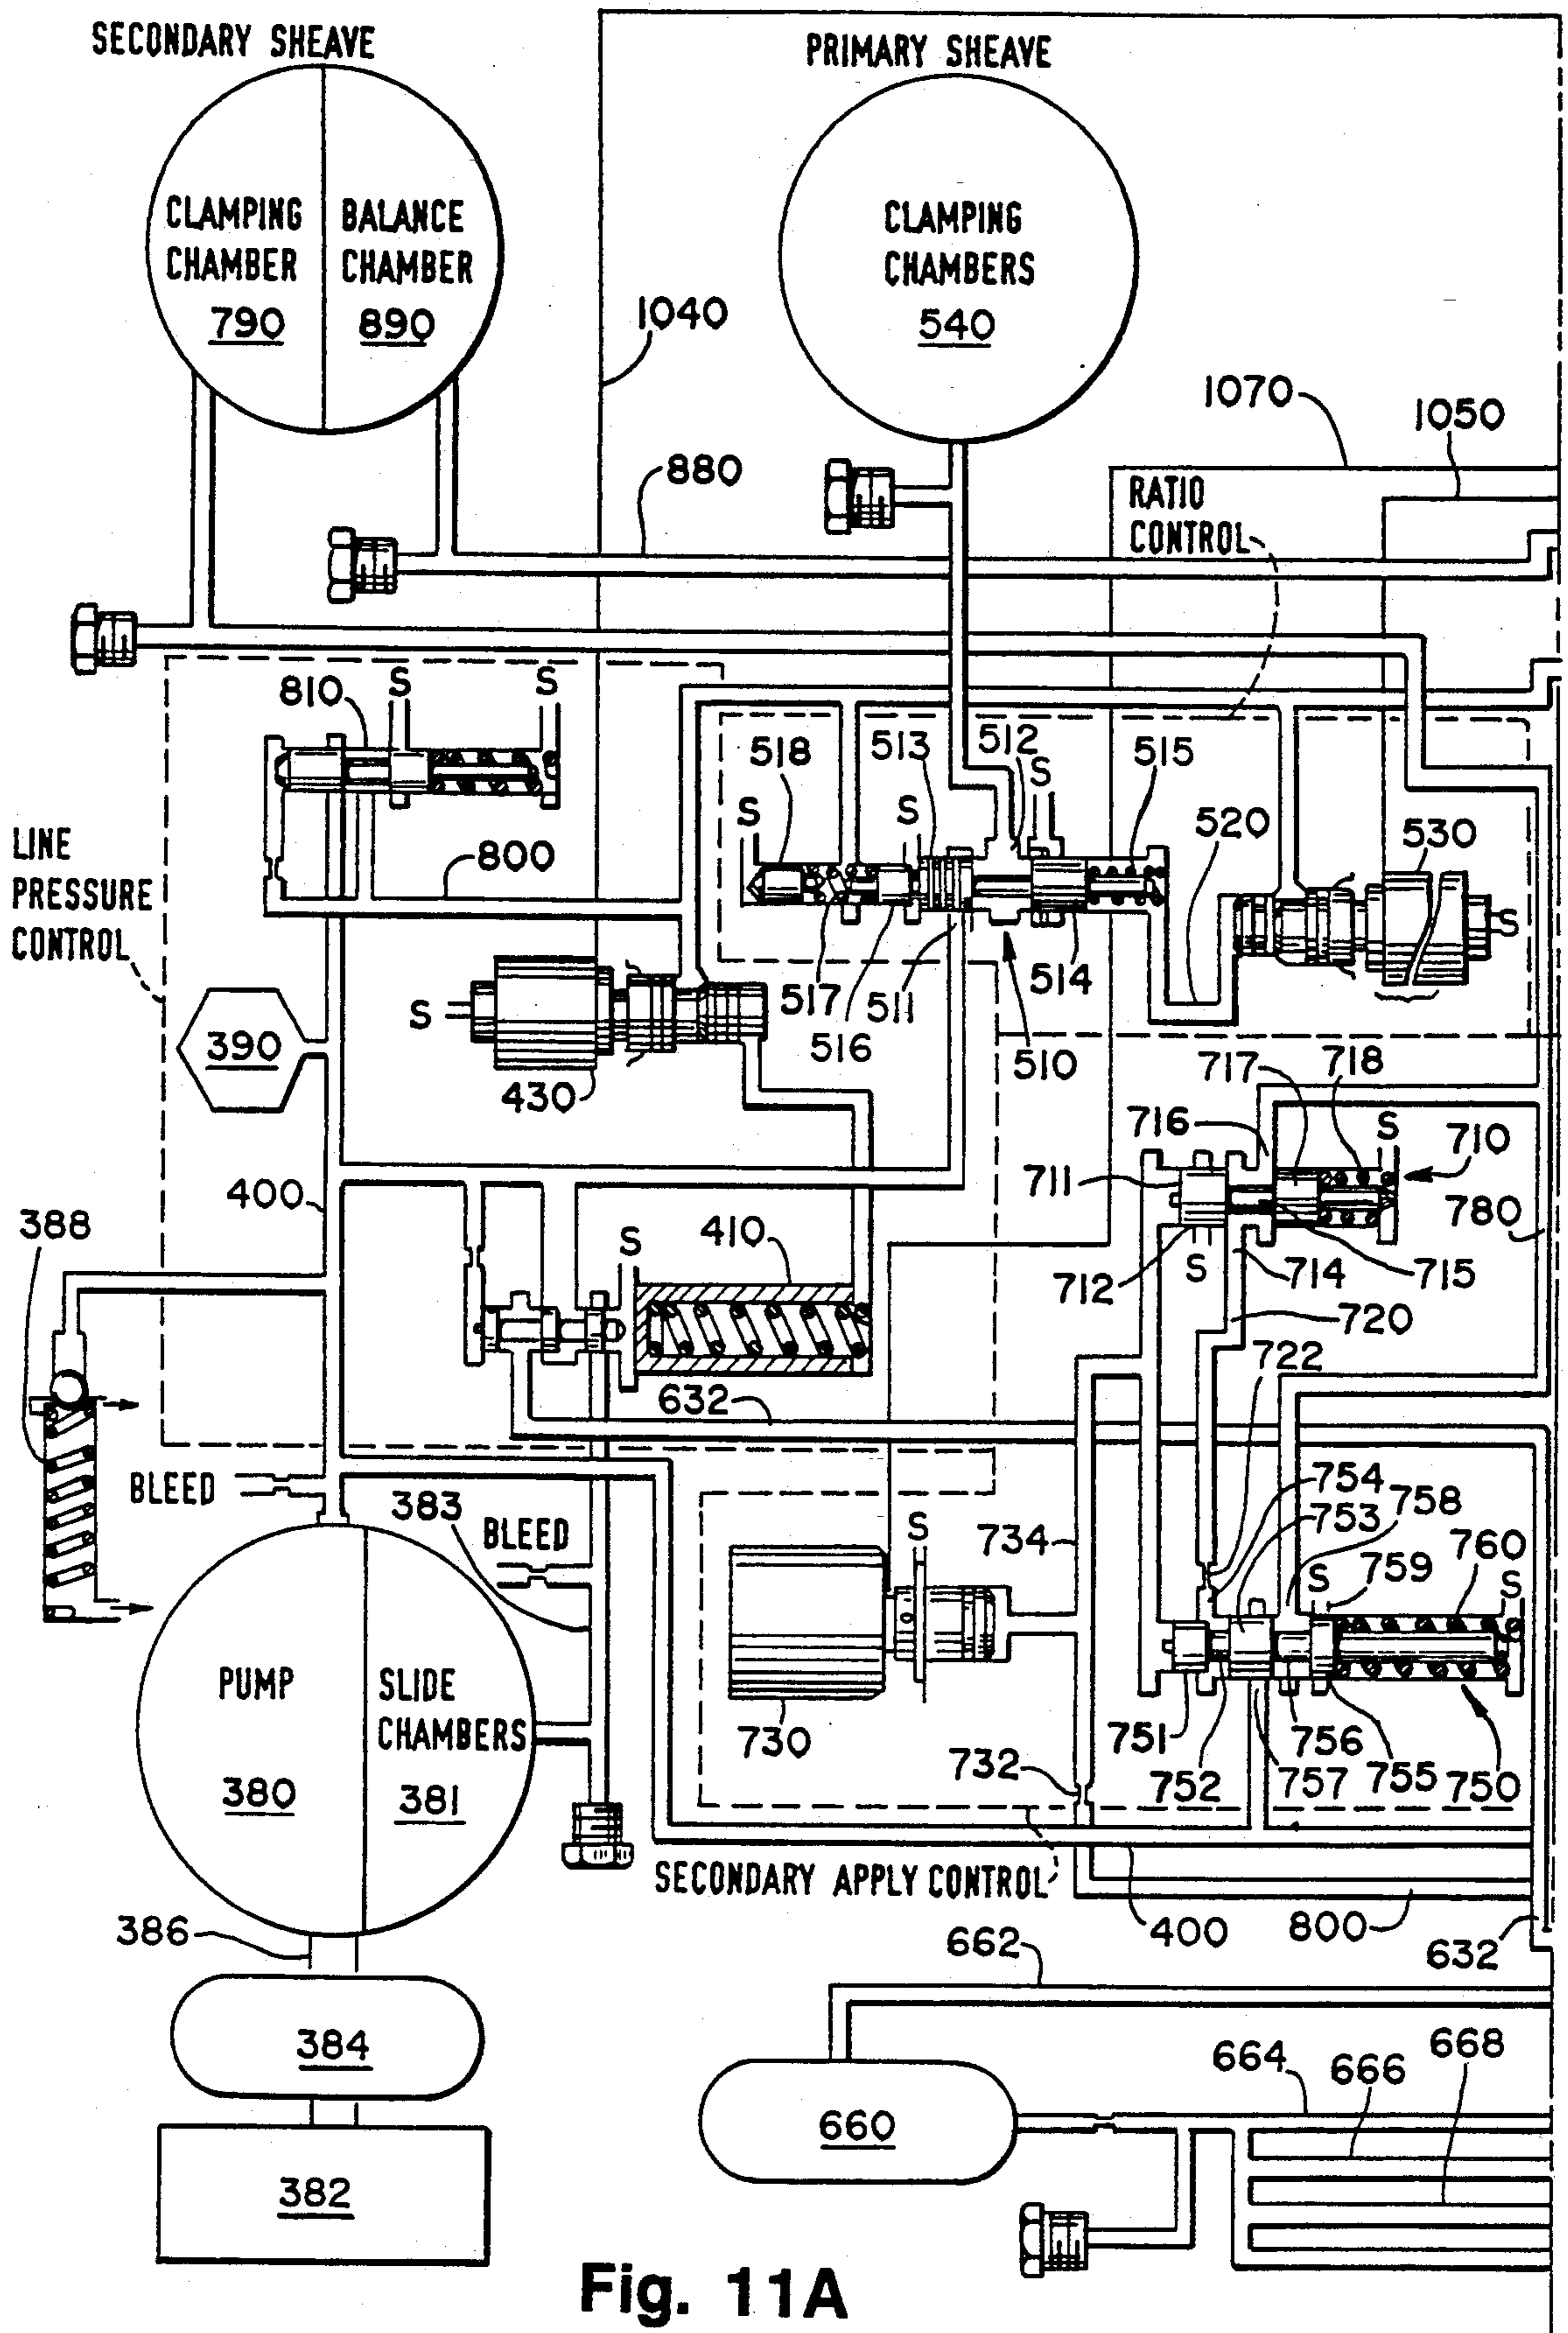 SECONDARY SHEAVE
PRIMARY SHEAVE
CLAMPING
CHAMBER
790
BALANCE
CHAMBER
890
CLAMPING
CHAMBERS
540
1040
1070
1050
880
RATIO
CONTROL
810
S
S
518
513
512
515
S
S
S
520
530
LINE
PRESSURE
CONTROL
800
S
517
516
511
510
514
S
390
430
717
718
716
S
710
711
400
388
S
410
780
712
S
714
715
720
722
632
BLEED
383
BLEED
754
753
758
S
734
S
759
760
S
PUMP
380
SLIDE
CHAMBERS
381
730
732
751
752
757
756
755
750
SECONDARY APPLY CONTROL
400
800
632
386
662
384
664
666
668
660
382
Fig. 11A